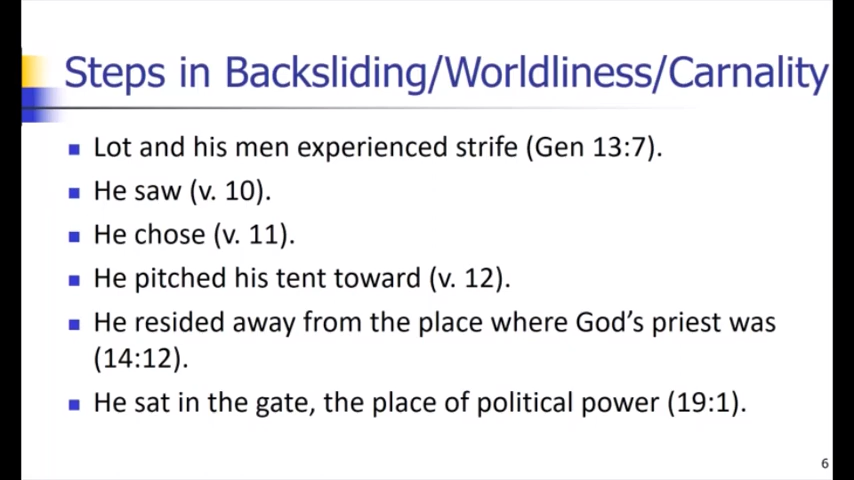 Steps in Backsliding/Worldliness/Carnality
Lot and his men experienced strife (Gen 13:7).
He saw (v. 10).
He chose (v. 11).
He pitched his tent toward (v. 12).
He resided away from the place where God’s priest was
(14:12).
He sat in the gate, the place of political power (19:1).
6